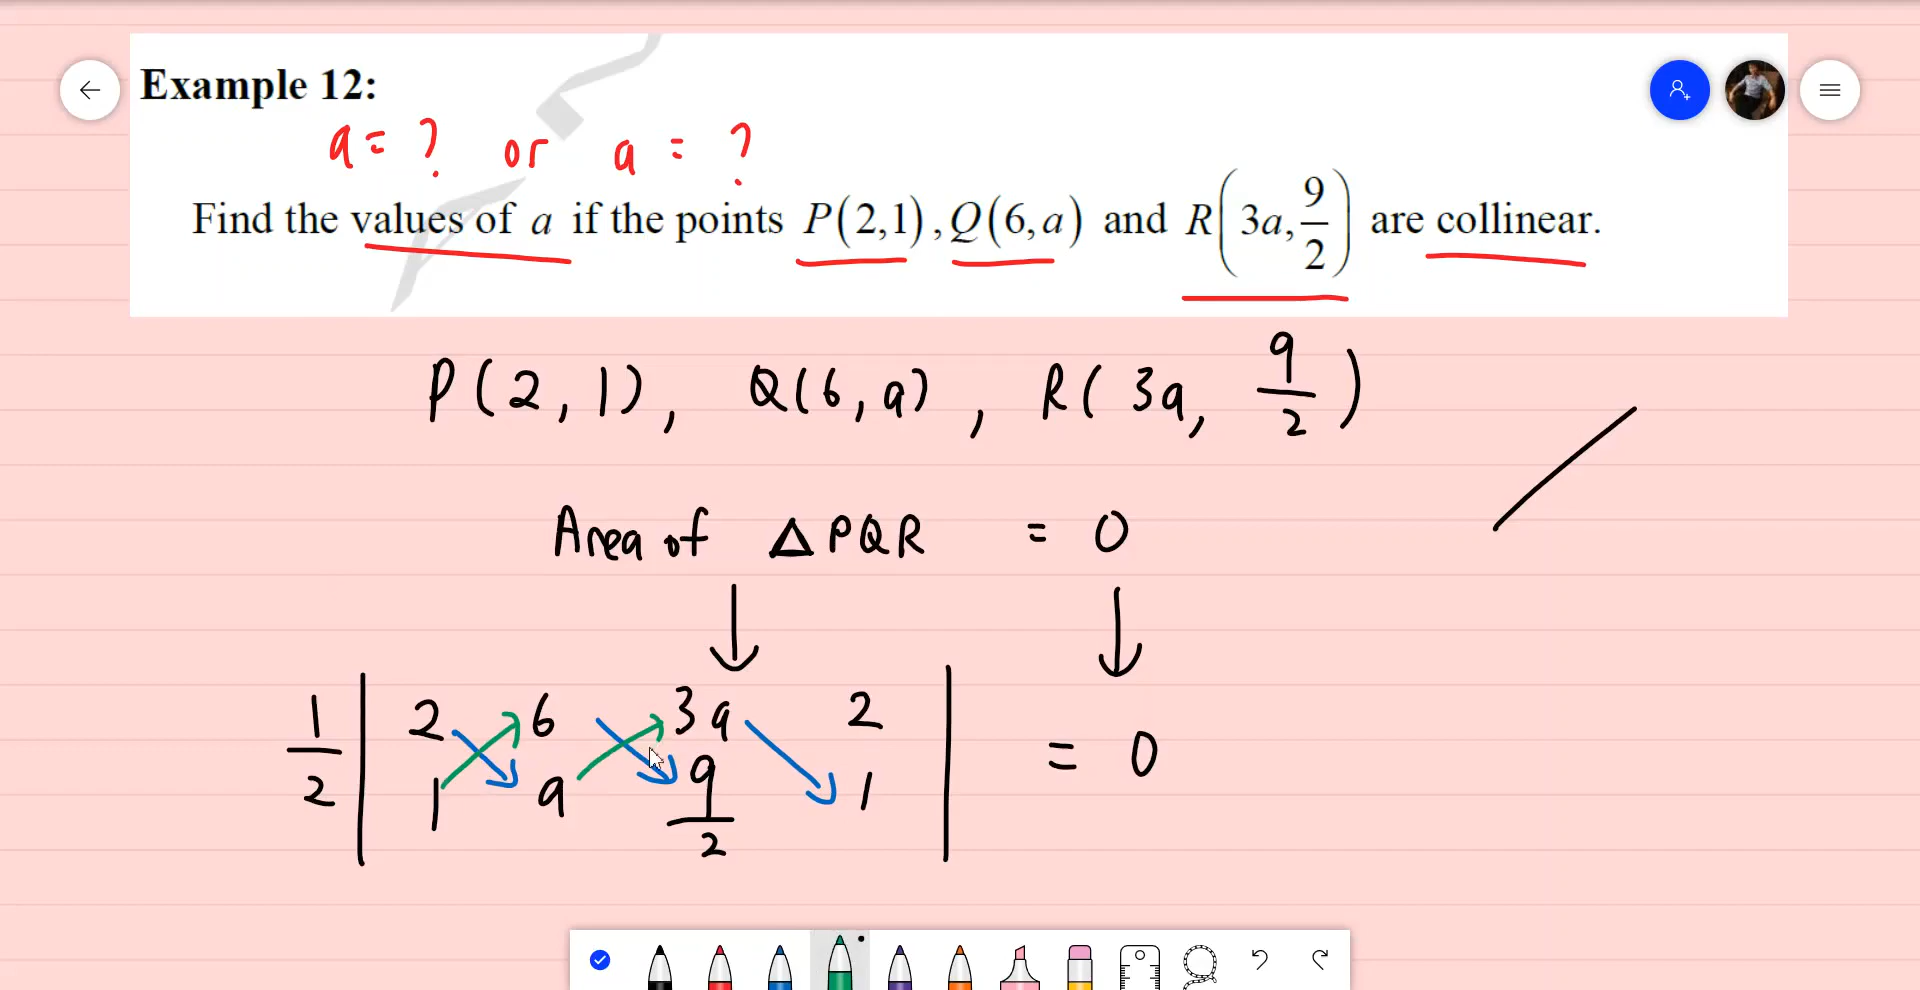 Example 12:
a = ? or a = ?
Find the values of a if the points P(2,1), Q(6,a) and R(3a, 9/2) are collinear.
P(2, 1), Q(6, a), R(3a, 9/2)
Area of △PQR = 0
1/2 | 2 6 3a 2 | = 0
1 a 9/2 1